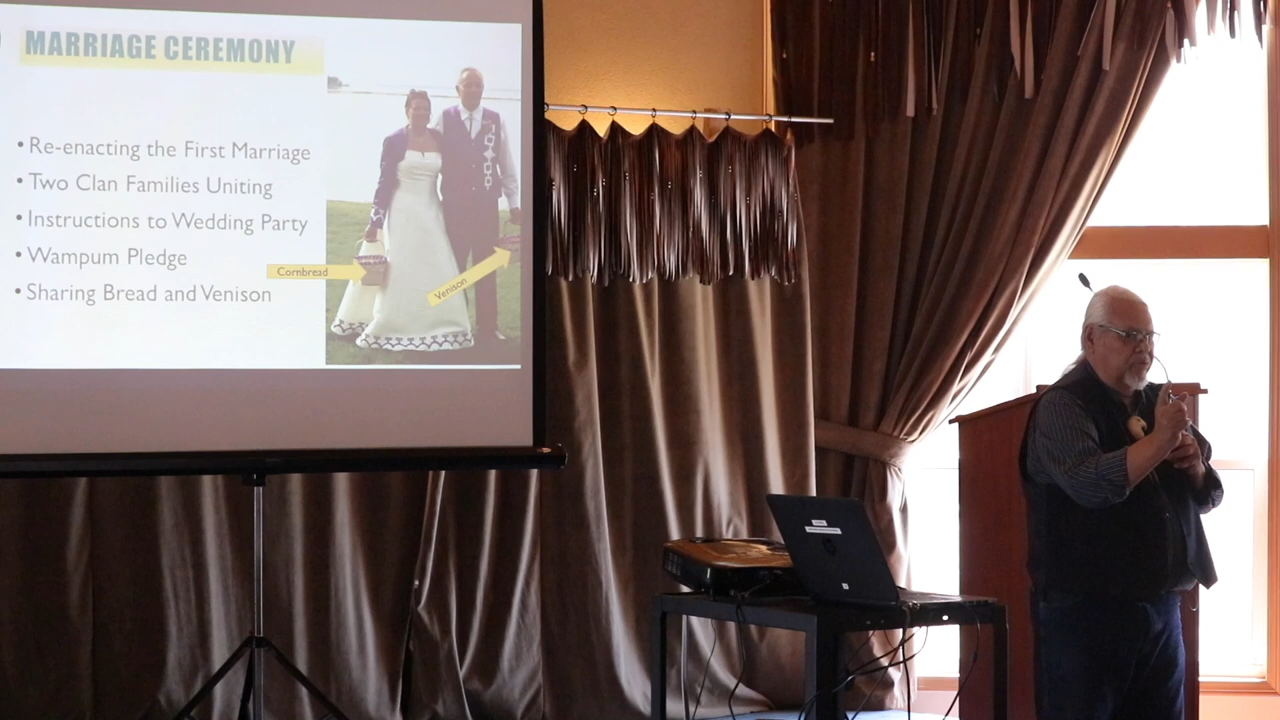 MARRIAGE CEREMONY
• Re-enacting the First Marriage
• Two Clan Families Uniting
• Instructions to Wedding Party
• Wampum Pledge
• Sharing Bread and Venison
Cornbread
Venison